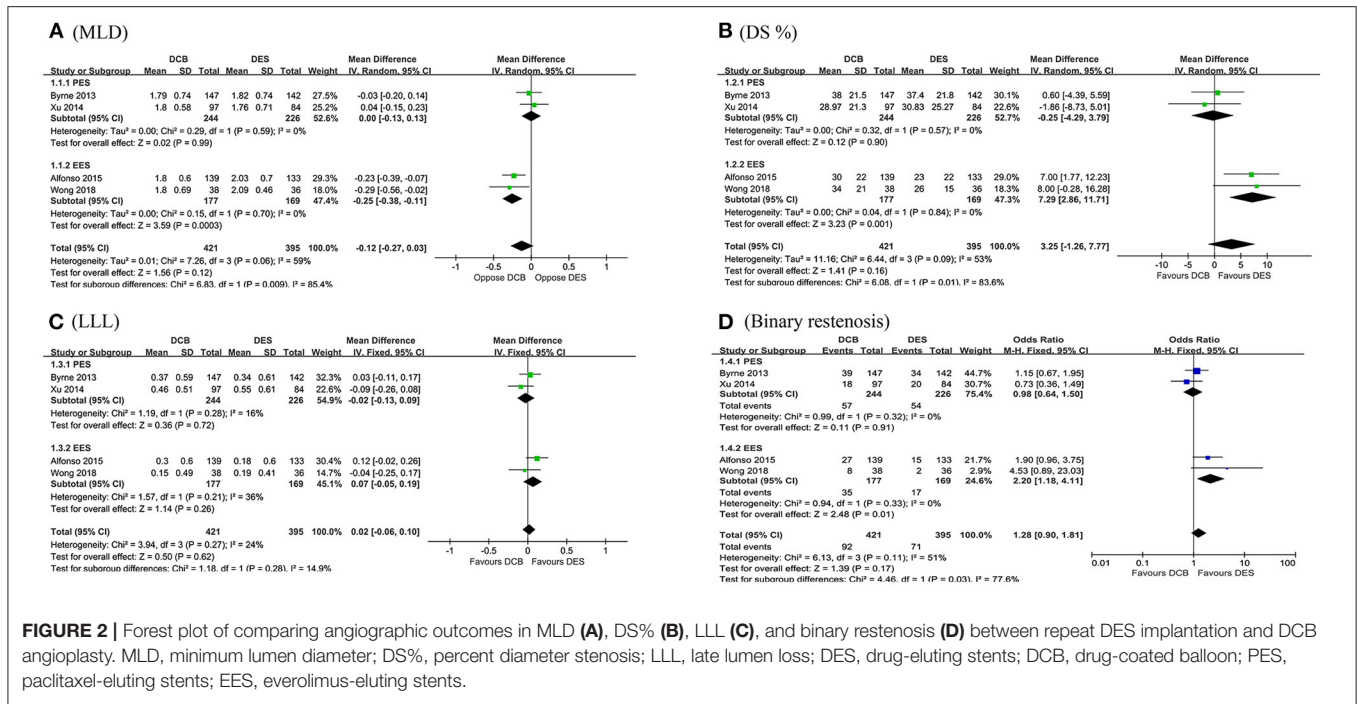 A (MLD)
DCB DES Mean Difference Mean Difference
Study or Subgroup Mean SD Total Mean SD Total Weight IV. Random. 95% CI IV. Random. 95% CI
1.1.1 PES
Byrne 2013 1.79 0.74 147 1.82 0.74 142 27.5% -0.03 [-0.20, 0.14]
Xu 2014 1.8 0.58 97 1.76 0.71 84 25.2% 0.04 [-0.15, 0.23]
Subtotal (95% CI) 244 226 52.6% 0.00 [-0.13, 0.13]
Heterogeneity: Tau² = 0.00; Chi² = 0.29, df = 1 (P = 0.59); I² = 0%
Test for overall effect: Z = 0.02 (P = 0.99)
1.1.2 EES
Alfonso 2015 1.8 0.6 139 2.03 0.7 133 29.3% -0.23 [-0.39, -0.07]
Wong 2018 1.8 0.69 38 2.09 0.46 36 18.0% -0.29 [-0.56, -0.02]
Subtotal (95% CI) 177 169 47.4% -0.25 [-0.38, -0.11]
Heterogeneity: Tau² = 0.00; Chi² = 0.15, df = 1 (P = 0.70); I² = 0%
Test for overall effect: Z = 3.59 (P = 0.0003)
Total (95% CI) 421 395 100.0% -0.12 [-0.27, 0.03]
Heterogeneity: Tau² = 0.01; Chi² = 7.26, df = 3 (P = 0.06); I² = 59%
Test for overall effect: Z = 1.56 (P = 0.12)
Test for subgroup differences: Chi² = 6.83, df = 1 (P = 0.009), I² = 85.4%
-1 -0.5 0 0.5 1
Oppose DCB Oppose DES
B (DS %)
DCB DES Mean Difference Mean Difference
Study or Subgroup Mean SD Total Mean SD Total Weight IV. Random. 95% CI IV. Random. 95% CI
1.2.1 PES
Byrne 2013 38 21.5 147 37.4 21.8 142 30.1% 0.60 [-4.39, 5.59]
Xu 2014 28.97 21.3 97 30.83 25.27 84 22.6% -1.86 [-8.73, 5.01]
Subtotal (95% CI) 244 226 52.7% -0.25 [-4.29, 3.79]
Heterogeneity: Tau² = 0.00; Chi² = 0.32, df = 1 (P = 0.57); I² = 0%
Test for overall effect: Z = 0.12 (P = 0.90)
1.2.2 EES
Alfonso 2015 30 22 139 23 22 133 29.0% 7.00 [1.77, 12.23]
Wong 2018 34 21 38 26 15 36 18.3% 8.00 [-0.28, 16.28]
Subtotal (95% CI) 177 169 47.3% 7.29 [2.86, 11.71]
Heterogeneity: Tau² = 0.00; Chi² = 0.04, df = 1 (P = 0.84); I² = 0%
Test for overall effect: Z = 3.23 (P = 0.001)
Total (95% CI) 421 395 100.0% 3.25 [-1.26, 7.77]
Heterogeneity: Tau² = 11.16; Chi² = 6.44, df = 3 (P = 0.09); I² = 53%
Test for overall effect: Z = 1.41 (P = 0.16)
Test for subgroup differences: Chi² = 6.08, df = 1 (P = 0.01), I² = 83.6%
-10 -5 0 5 10
Favours DCB Favours DES
C (LLL)
DCB DES Mean Difference Mean Difference
Study or Subgroup Mean SD Total Mean SD Total Weight IV. Fixed. 95% CI IV. Fixed. 95% CI
1.3.1 PES
Byrne 2013 0.37 0.59 147 0.34 0.61 142 32.3% 0.03 [-0.11, 0.17]
Xu 2014 0.46 0.51 97 0.55 0.61 84 22.6% -0.09 [-0.26, 0.08]
Subtotal (95% CI) 244 226 54.9% -0.02 [-0.13, 0.09]
Heterogeneity: Chi² = 1.19, df = 1 (P = 0.28); I² = 16%
Test for overall effect: Z = 0.36 (P = 0.72)
1.3.2 EES
Alfonso 2015 0.3 0.6 139 0.18 0.6 133 30.4% 0.12 [-0.02, 0.26]
Wong 2018 0.15 0.49 38 0.19 0.41 36 14.7% -0.04 [-0.25, 0.17]
Subtotal (95% CI) 177 169 45.1% 0.07 [-0.05, 0.19]
Heterogeneity: Chi² = 1.57, df = 1 (P = 0.21); I² = 36%
Test for overall effect: Z = 1.14 (P = 0.26)
Total (95% CI) 421 395 100.0% 0.02 [-0.06, 0.10]
Heterogeneity: Chi² = 3.94, df = 3 (P = 0.27); I² = 24%
Test for overall effect: Z = 0.50 (P = 0.62)
Test for subgroup differences: Chi² = 1.18, df = 1 (P = 0.28), I² = 14.9%
-1 -0.5 0 0.5 1
Favours DCB Favours DES
D (Binary restenosis)
DCB DES Odds Ratio Odds Ratio
Study or Subgroup Events Total Events Total Weight M-H. Fixed. 95% CI M-H. Fixed. 95% CI
1.4.1 PES
Byrne 2013 39 147 34 142 44.7% 1.15 [0.67, 1.95]
Xu 2014 18 97 20 84 30.7% 0.73 [0.36, 1.49]
Subtotal (95% CI) 244 226 75.4% 0.98 [0.64, 1.50]
Total events 57 54
Heterogeneity: Chi² = 0.99, df = 1 (P = 0.32); I² = 0%
Test for overall effect: Z = 0.11 (P = 0.91)
1.4.2 EES
Alfonso 2015 27 139 15 133 21.7% 1.90 [0.96, 3.75]
Wong 2018 8 38 2 36 2.9% 4.53 [0.89, 23.03]
Subtotal (95% CI) 177 169 24.6% 2.20 [1.18, 4.11]
Total events 35 17
Heterogeneity: Chi² = 0.94, df = 1 (P = 0.33); I² = 0%
Test for overall effect: Z = 2.48 (P = 0.01)
Total (95% CI) 421 395 100.0% 1.28 [0.90, 1.81]
Total events 92 71
Heterogeneity: Chi² = 6.13, df = 3 (P = 0.11); I² = 51%
Test for overall effect: Z = 1.39 (P = 0.17)
Test for subgroup differences: Chi² = 4.46, df = 1 (P = 0.03), I² = 77.6%
0.01 0.1 1 10 100
Favours DCB Favours DES
FIGURE 2 | Forest plot of comparing angiographic outcomes in MLD (A), DS% (B), LLL (C), and binary restenosis (D) between repeat DES implantation and DCB
angioplasty. MLD, minimum lumen diameter; DS%, percent diameter stenosis; LLL, late lumen loss; DES, drug-eluting stents; DCB, drug-coated balloon; PES,
paclitaxel-eluting stents; EES, everolimus-eluting stents.